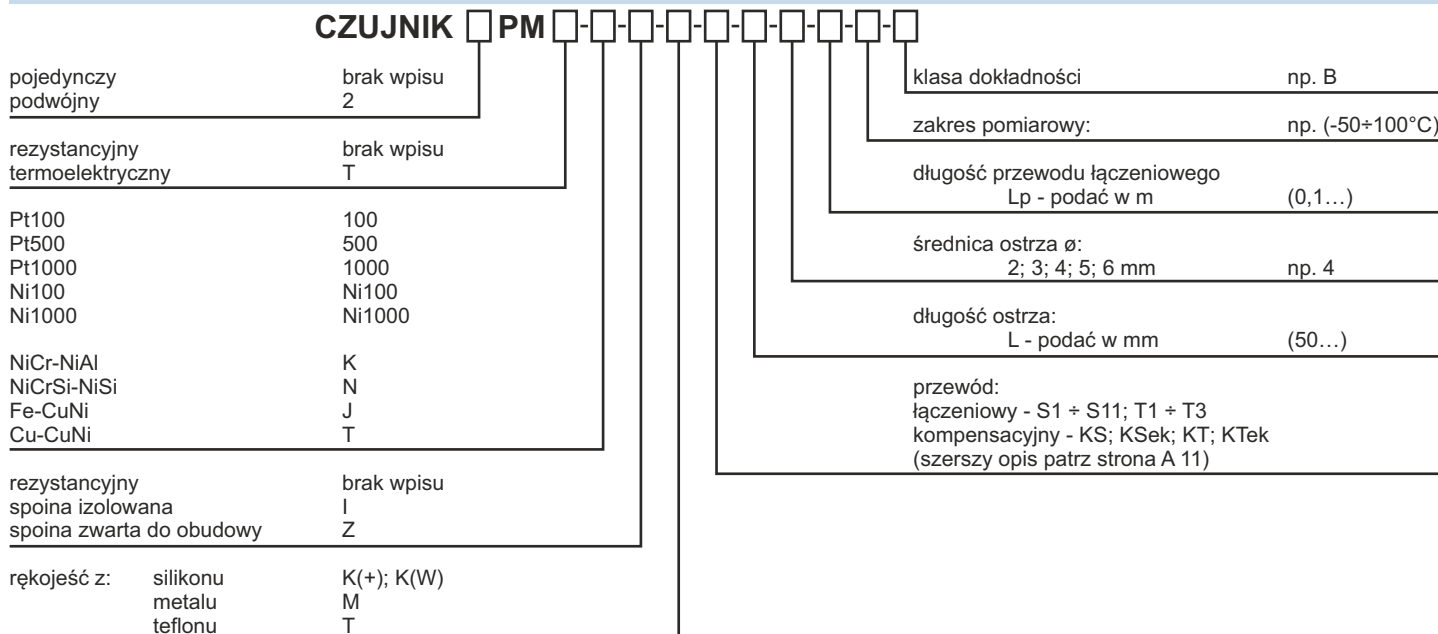 CZUJNIK PM - - - - - - - - -
pojedynczy brak wpisu
podwójny 2
rezystancyjny brak wpisu
termoelektryczny T
Pt100 100
Pt500 500
Pt1000 1000
Ni100 Ni100
Ni1000 Ni1000
NiCr-NiAl K
NiCrSi-NiSi N
Fe-CuNi J
Cu-CuNi T
rezystancyjny brak wpisu
spoina izolowana I
spoina zwarta do obudowy Z
rękojeść z: silikonu K(+); K(W)
metalu M
teflonu T
klasa dokładności np. B
zakres pomiarowy: np. (-50÷100°C)
długość przewodu łączeniowego
Lp - podać w m (0,1…)
średnica ostrza ø:
2; 3; 4; 5; 6 mm np. 4
długość ostrza:
L - podać w mm (50…)
przewód:
łączeniowy - S1 ÷ S11; T1 ÷ T3
kompensacyjny - KS; KSek; KT; KTek
(szerszy opis patrz strona A 11)